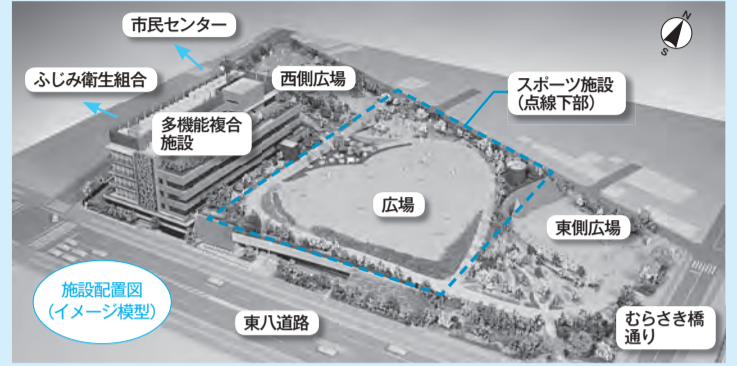 市民センター
N
S
ふじみ衛生組合
西側広場
スポーツ施設
(点線下部)
多機能複合
施設
広場
東側広場
施設配置図
(イメージ模型)
東八道路
むらさき橋
通り